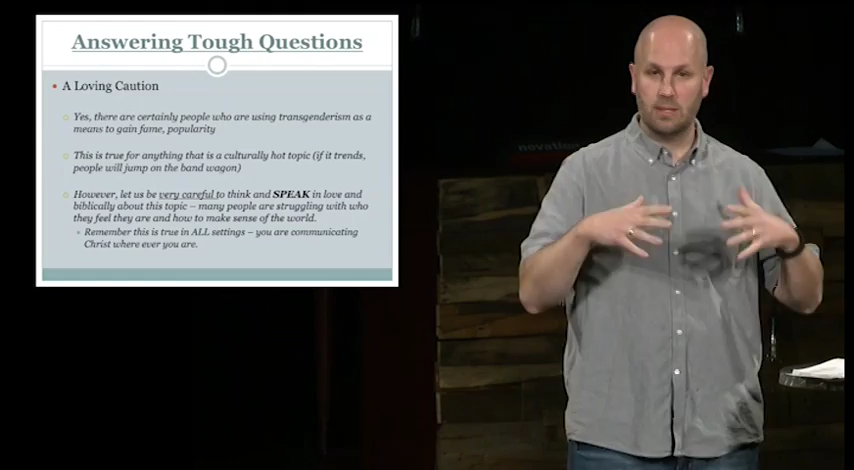 Answering Tough Questions
A Loving Caution
Yes, there are certainly people who are using transgenderism as a
means to gain fame, popularity
This is true for anything that is a culturally hot topic (if it trends,
people will jump on the band wagon)
However, let us be very careful to think and SPEAK in love and
biblically about this topic – many people are struggling with who
they feel they are and how to make sense of the world.
Remember this is true in ALL settings – you are communicating
Christ where ever you are.
novation